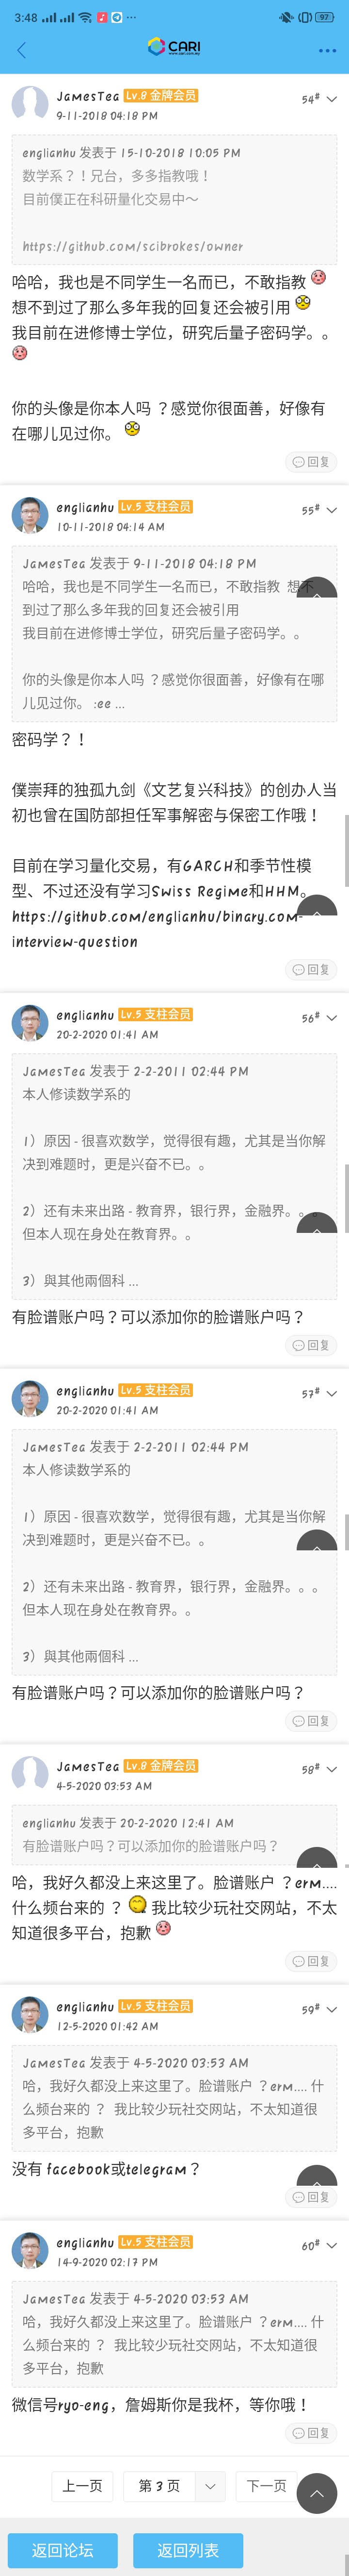 3:48
97
CARI
www.cari.com.my
JamesTea Lv.8 金牌会员
54#
9-11-2018 04:18 PM
englianhu 发表于 15-10-2018 10:05 PM
数学系？！兄台，多多指教哦！
目前僕正在科研量化交易中～
https://github.com/scibrokes/owner
哈哈，我也是不同学生一名而已，不敢指教
想不到过了那么多年我的回复还会被引用
我目前在进修博士学位，研究后量子密码学。。
你的头像是你本人吗 ？感觉你很面善，好像有
在哪儿见过你。
回复
englianhu Lv.5 支柱会员
55#
10-11-2018 04:14 AM
JamesTea 发表于 9-11-2018 04:18 PM
哈哈，我也是不同学生一名而已，不敢指教 想不
到过了那么多年我的回复还会被引用
我目前在进修博士学位，研究后量子密码学。。
你的头像是你本人吗 ？感觉你很面善，好像有在哪
儿见过你。 :ee ...
密码学？！
僕崇拜的独孤九剑《文艺复兴科技》的创办人当
初也曾在国防部担任军事解密与保密工作哦！
目前在学习量化交易，有GARCH和季节性模
型、不过还没有学习Swiss Regime和HHM。
https://github.com/englianhu/binary.com-
interview-question
回复
englianhu Lv.5 支柱会员
56#
20-2-2020 01:41 AM
JamesTea 发表于 2-2-2011 02:44 PM
本人修读数学系的
1）原因 - 很喜欢数学，觉得很有趣，尤其是当你解
决到难题时，更是兴奋不已。。
2）还有未来出路 - 教育界，银行界，金融界。。。
但本人现在身处在教育界。。
3）與其他兩個科 ...
有脸谱账户吗？可以添加你的脸谱账户吗？
回复
englianhu Lv.5 支柱会员
57#
20-2-2020 01:41 AM
JamesTea 发表于 2-2-2011 02:44 PM
本人修读数学系的
1）原因 - 很喜欢数学，觉得很有趣，尤其是当你解
决到难题时，更是兴奋不已。。
2）还有未来出路 - 教育界，银行界，金融界。。。
但本人现在身处在教育界。。
3）與其他兩個科 ...
有脸谱账户吗？可以添加你的脸谱账户吗？
回复
JamesTea Lv.8 金牌会员
58#
4-5-2020 03:53 AM
englianhu 发表于 20-2-2020 12:41 AM
有脸谱账户吗？可以添加你的脸谱账户吗？
哈，我好久都没上来这里了。脸谱账户 ？erm....
什么频台来的 ？ 我比较少玩社交网站，不太
知道很多平台，抱歉
回复
englianhu Lv.5 支柱会员
59#
12-5-2020 01:42 AM
JamesTea 发表于 4-5-2020 03:53 AM
哈，我好久都没上来这里了。脸谱账户 ？erm.... 什
么频台来的 ？ 我比较少玩社交网站，不太知道很
多平台，抱歉
没有 facebook或telegram？
回复
englianhu Lv.5 支柱会员
60#
14-9-2020 02:17 PM
JamesTea 发表于 4-5-2020 03:53 AM
哈，我好久都没上来这里了。脸谱账户 ？erm.... 什
么频台来的 ？ 我比较少玩社交网站，不太知道很
多平台，抱歉
微信号ryo-eng，詹姆斯你是我杯，等你哦！
回复
上一页
第 3 页
下一页
返回论坛
返回列表